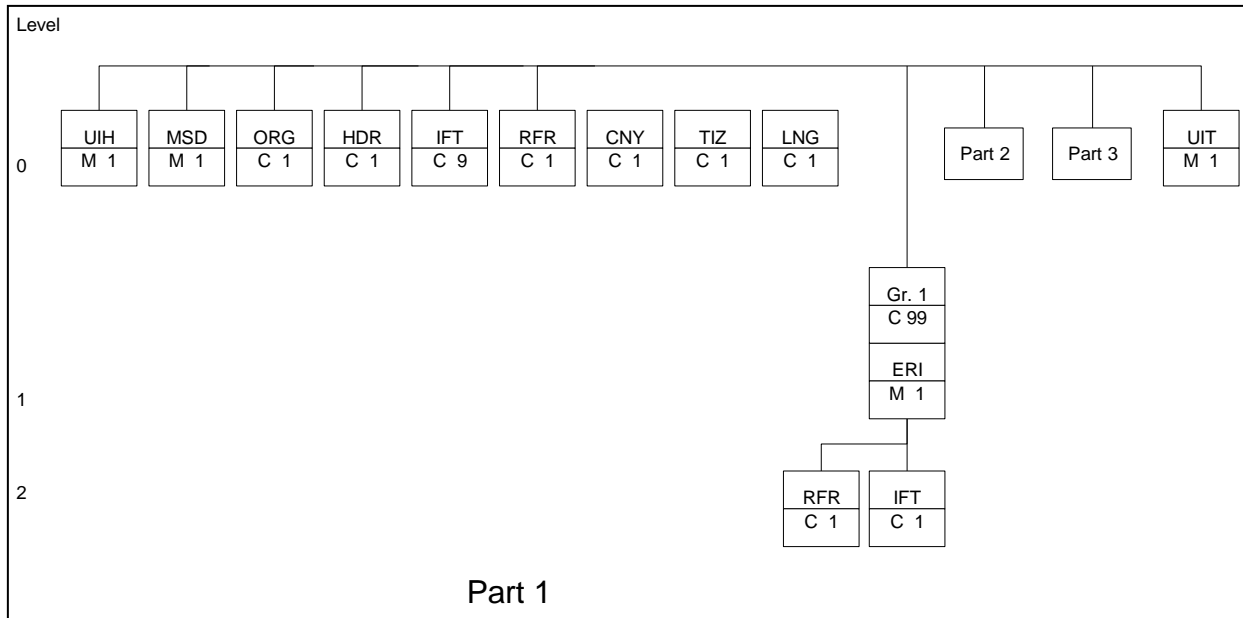 Level
UIH MSD ORG HDR IFT RFR CNY TIZ LNG UIT
M 1 M 1 C 1 C 1 C 9 C 1 C 1 C 1 C 1 Part 2 Part 3 M 1
0
Gr. 1
C 99
ERI
M 1
1
2
RFR IFT
C 1 C 1
Part 1